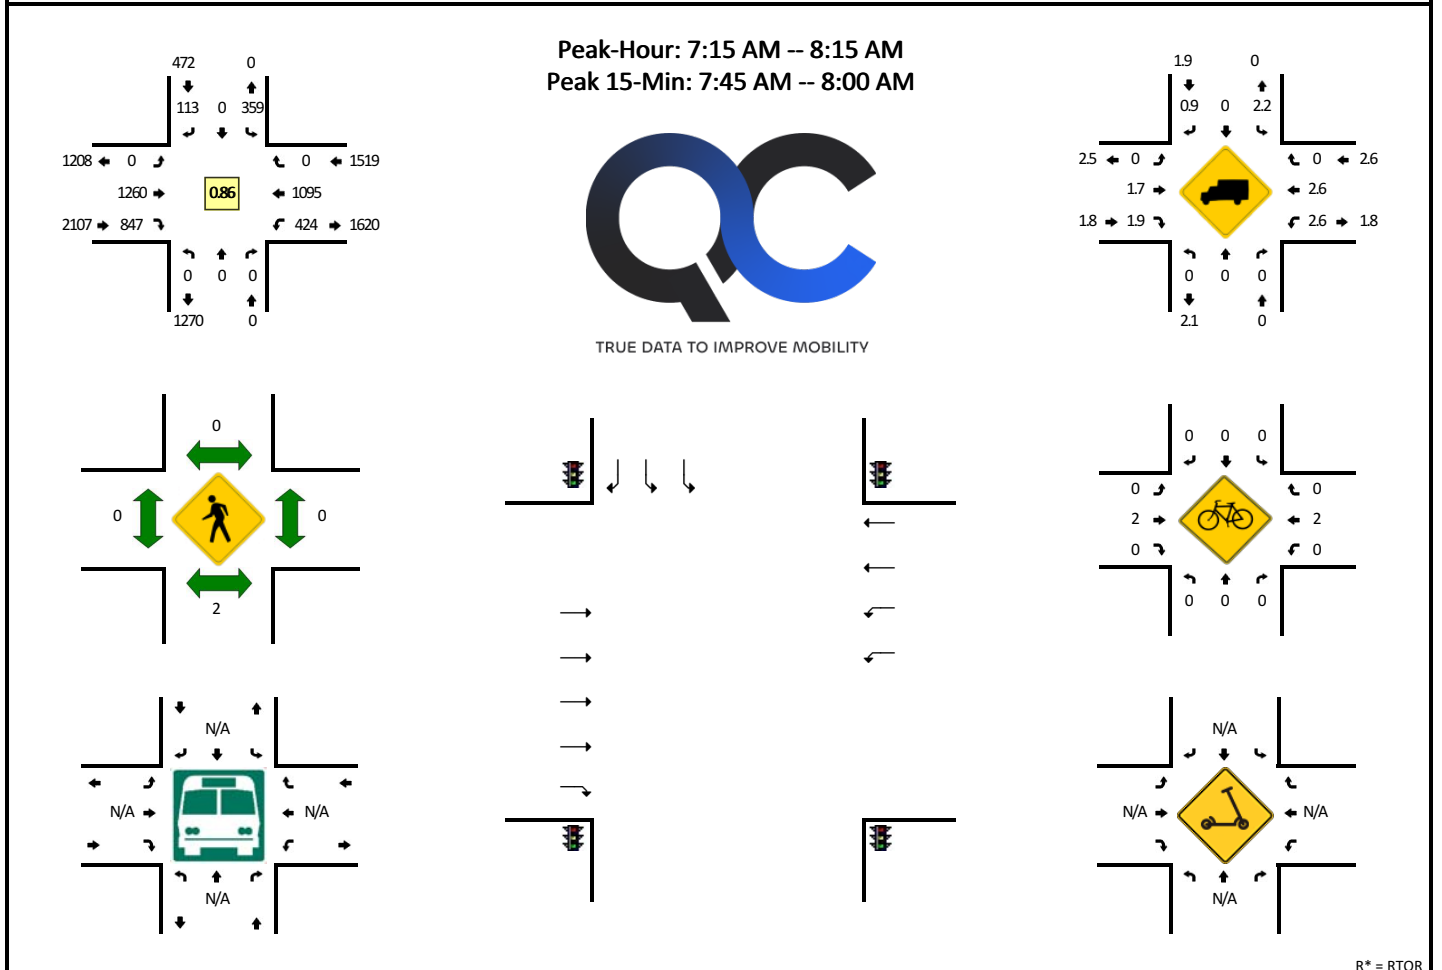 Peak-Hour: 7:15 AM -- 8:15 AM
Peak 15-Min: 7:45 AM -- 8:00 AM
472 0
113 0 359
1208 0 0 1519
1260 0.86 1095
2107 847 424 1620
0 0 0
1270 0
TRUE DATA TO IMPROVE MOBILITY
1.9 0
0.9 0 2.2
2.5 0 0 2.6
1.7 2.6
1.8 1.9 2.6 1.8
0 0 0
2.1 0
0
0 0
2
0 0 0
0 0
2 2
0 0
0 0 0
N/A
N/A N/A
N/A
N/A
N/A N/A
N/A
R* = RTOR